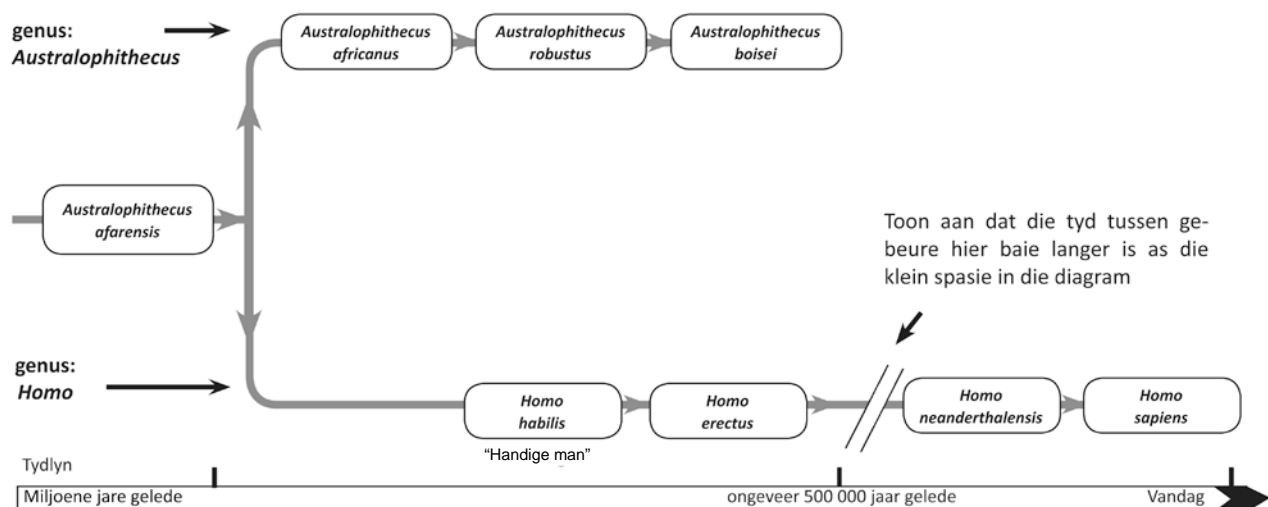 genus:
Australophithecus
Australophithecus
africanus
Australophithecus
robustus
Australophithecus
boisei
Australophithecus
afarensis
Toon aan dat die tyd tussen ge-
beure hier baie langer is as die
klein spasie in die diagram
genus:
Homo
Homo
habilis
Homo
erectus
Homo
neanderthalensis
Homo
sapiens
“Handige man”
Tydlyn
Miljoene jare gelede
ongeveer 500 000 jaar gelede
Vandag